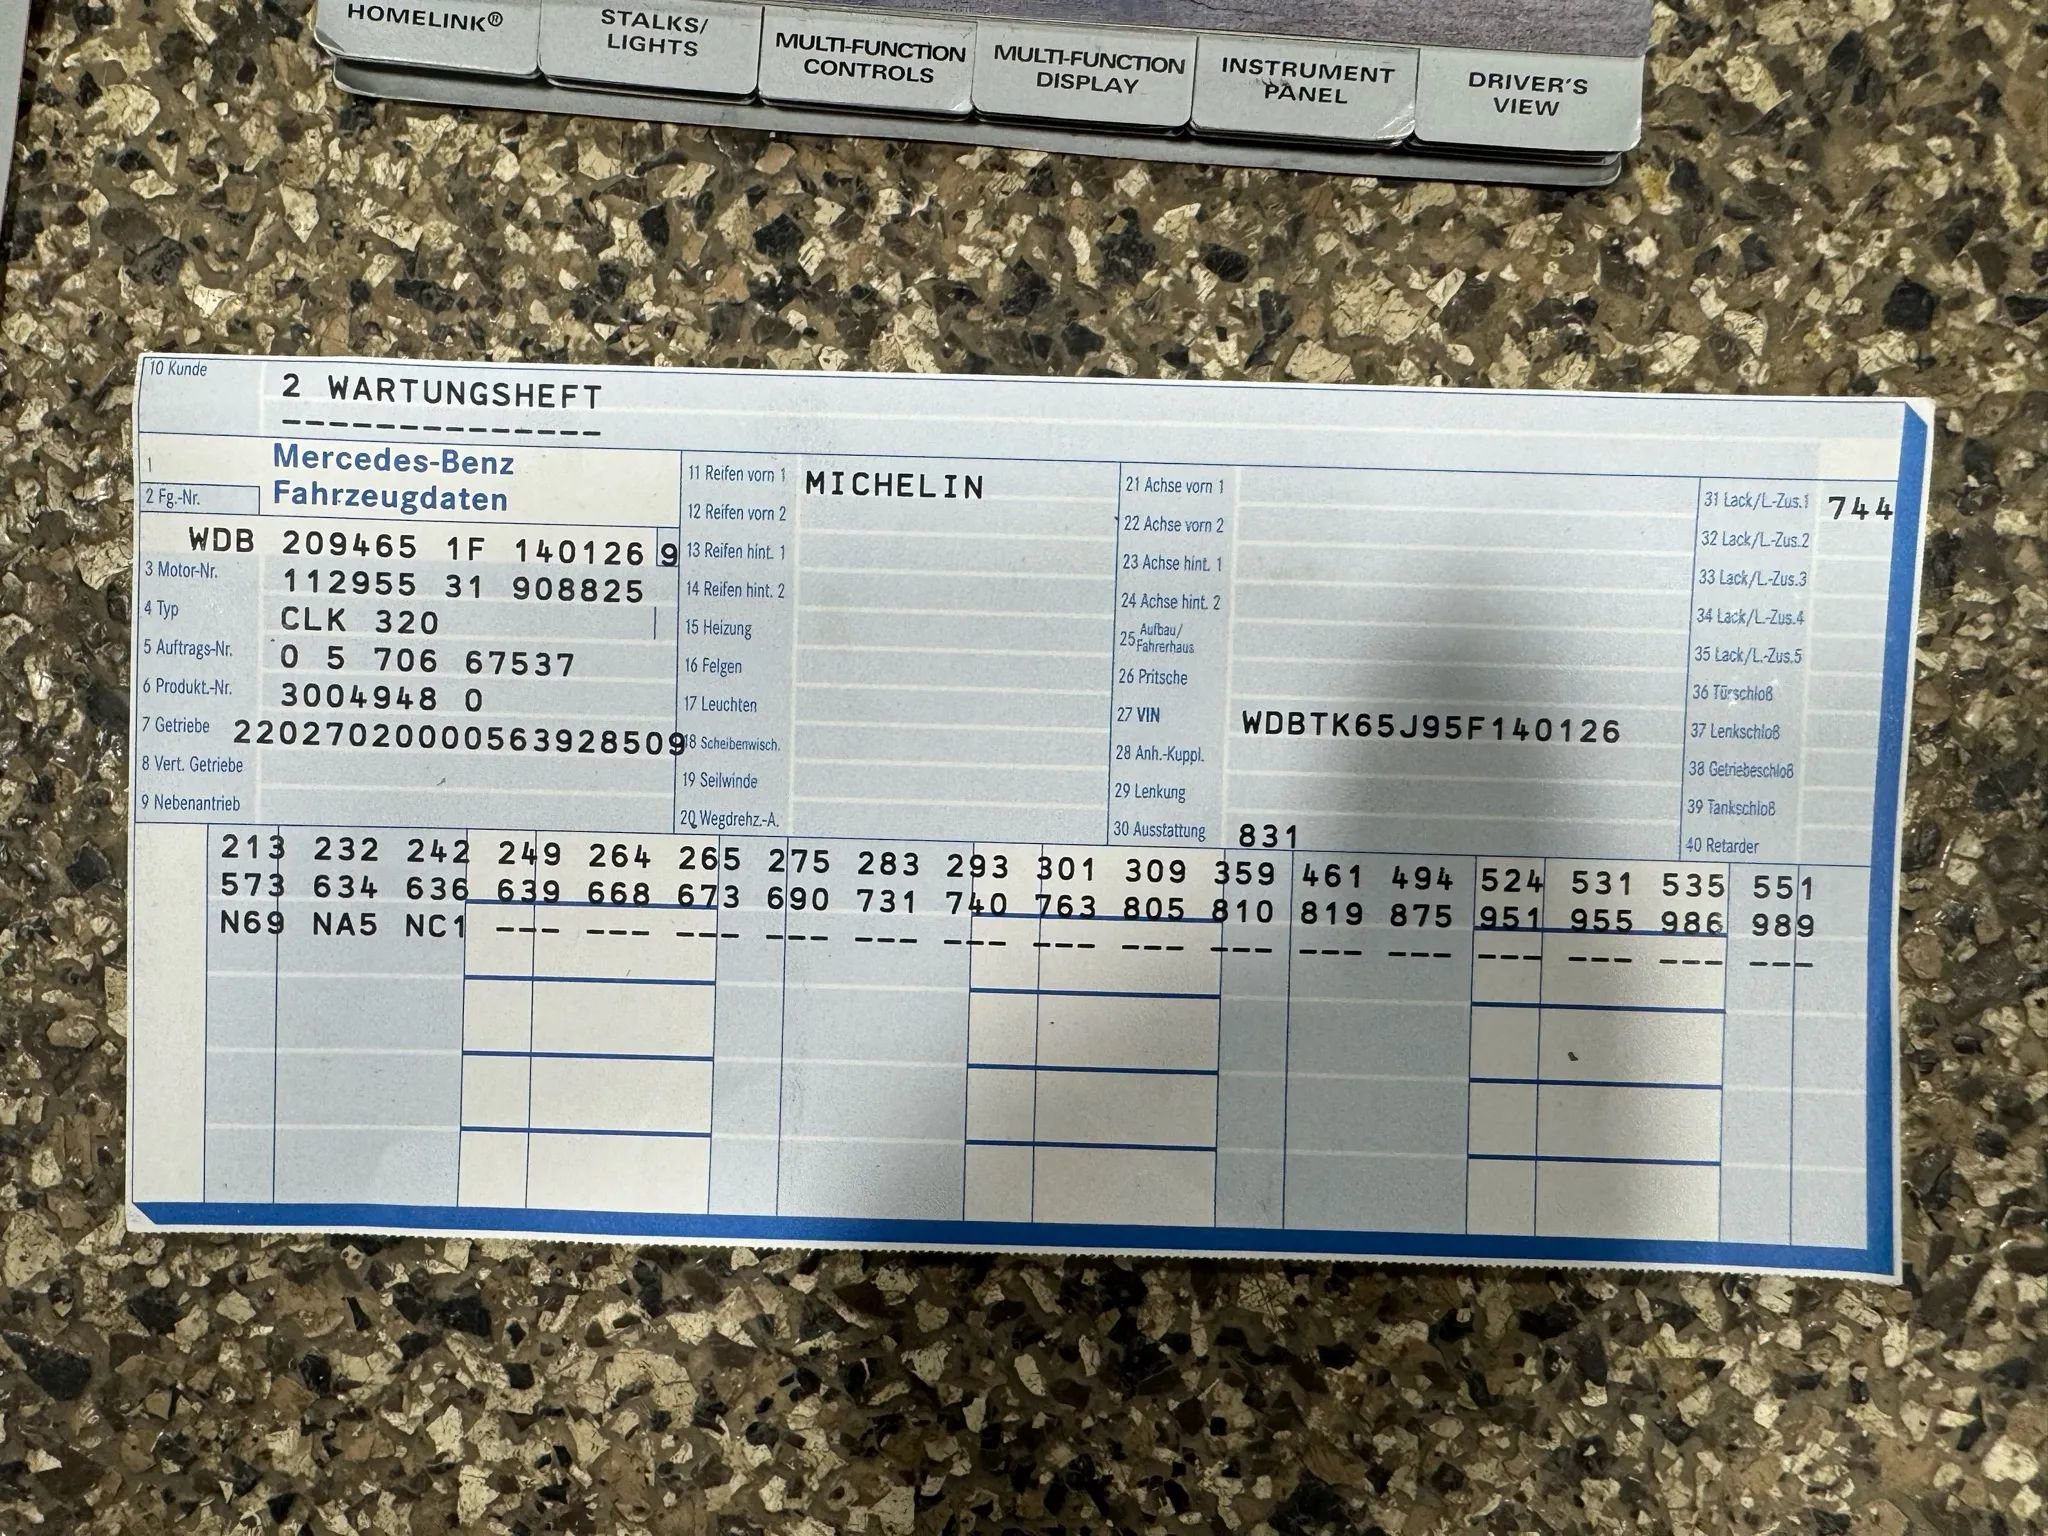 HOMELINK®
STALKS/
LIGHTS
MULTI-FUNCTION
CONTROLS
MULTI-FUNCTION
DISPLAY
INSTRUMENT
PANEL
DRIVER'S
VIEW
10 Kunde
2 WARTUNGSHEFT
--------------
1
Mercedes-Benz
Fahrzeugdaten
2 Fg.-Nr.
WDB 209465 1F 140126 9
3 Motor-Nr.
112955 31 908825
4 Typ
CLK 320
5 Auftrags-Nr.
0 5 706 67537
6 Produkt.-Nr.
3004948 0
7 Getriebe
22027020000563928509
8 Vert. Getriebe
9 Nebenantrieb
11 Reifen vorn 1
MICHELIN
12 Reifen vorn 2
13 Reifen hint. 1
14 Reifen hint. 2
15 Heizung
16 Felgen
17 Leuchten
18 Scheibenwisch.
19 Seilwinde
20 Wegdrehz.-A.
21 Achse vorn 1
22 Achse vorn 2
23 Achse hint. 1
24 Achse hint. 2
25 Aufbau/
Fahrerhaus
26 Pritsche
27 VIN
WDBTK65J95F140126
28 Anh.-Kuppl.
29 Lenkung
30 Ausstattung
831
31 Lack/L.-Zus.1
744
32 Lack/L.-Zus.2
33 Lack/L.-Zus.3
34 Lack/L.-Zus.4
35 Lack/L.-Zus.5
36 Türschloß
37 Lenkschloß
38 Getriebeschloß
39 Tankschloß
40 Retarder
213 232 242 249 264 265 275 283 293 301 309 359 461 494 524 531 535 551
573 634 636 639 668 673 690 731 740 763 805 810 819 875 951 955 986 989
N69 NA5 NC1 --- --- --- --- --- --- --- --- --- --- --- --- --- --- ---